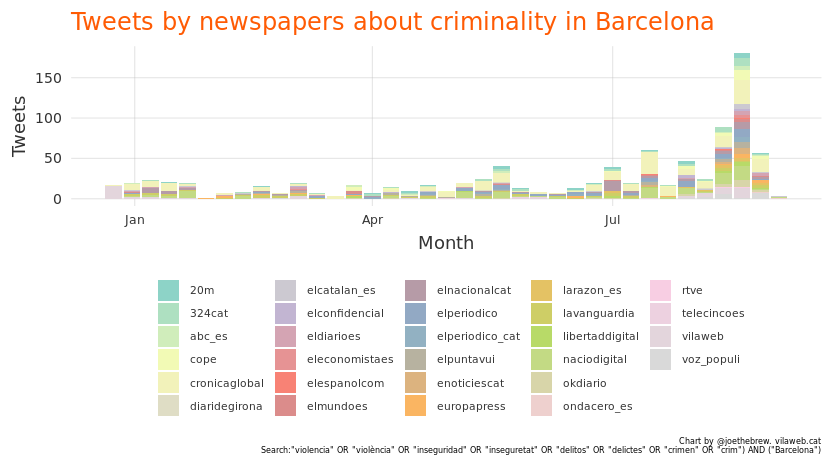 Tweets by newspapers about criminality in Barcelona
Tweets
150
100
50
0
Jan Apr Jul
Month
20m elcatalan_es elnacionalcat larazon_es rtve
324cat elconfidencial elperiodico lavanguardia telecincoes
abc_es eldiarioes elperiodico_cat libertaddigital vilaweb
cope eleconomistaes elpuntavui naciodigital voz_populi
cronicaglobal elespanolcom enoticiescat okdiario
diaridegirona elmundoes europapress ondacero_es
Chart by @joethebrew. vilaweb.cat
Search:"violencia" OR "violència" OR "inseguridad" OR "inseguretat" OR "delitos" OR "delictes" OR "crimen" OR "crim") AND ("Barcelona")